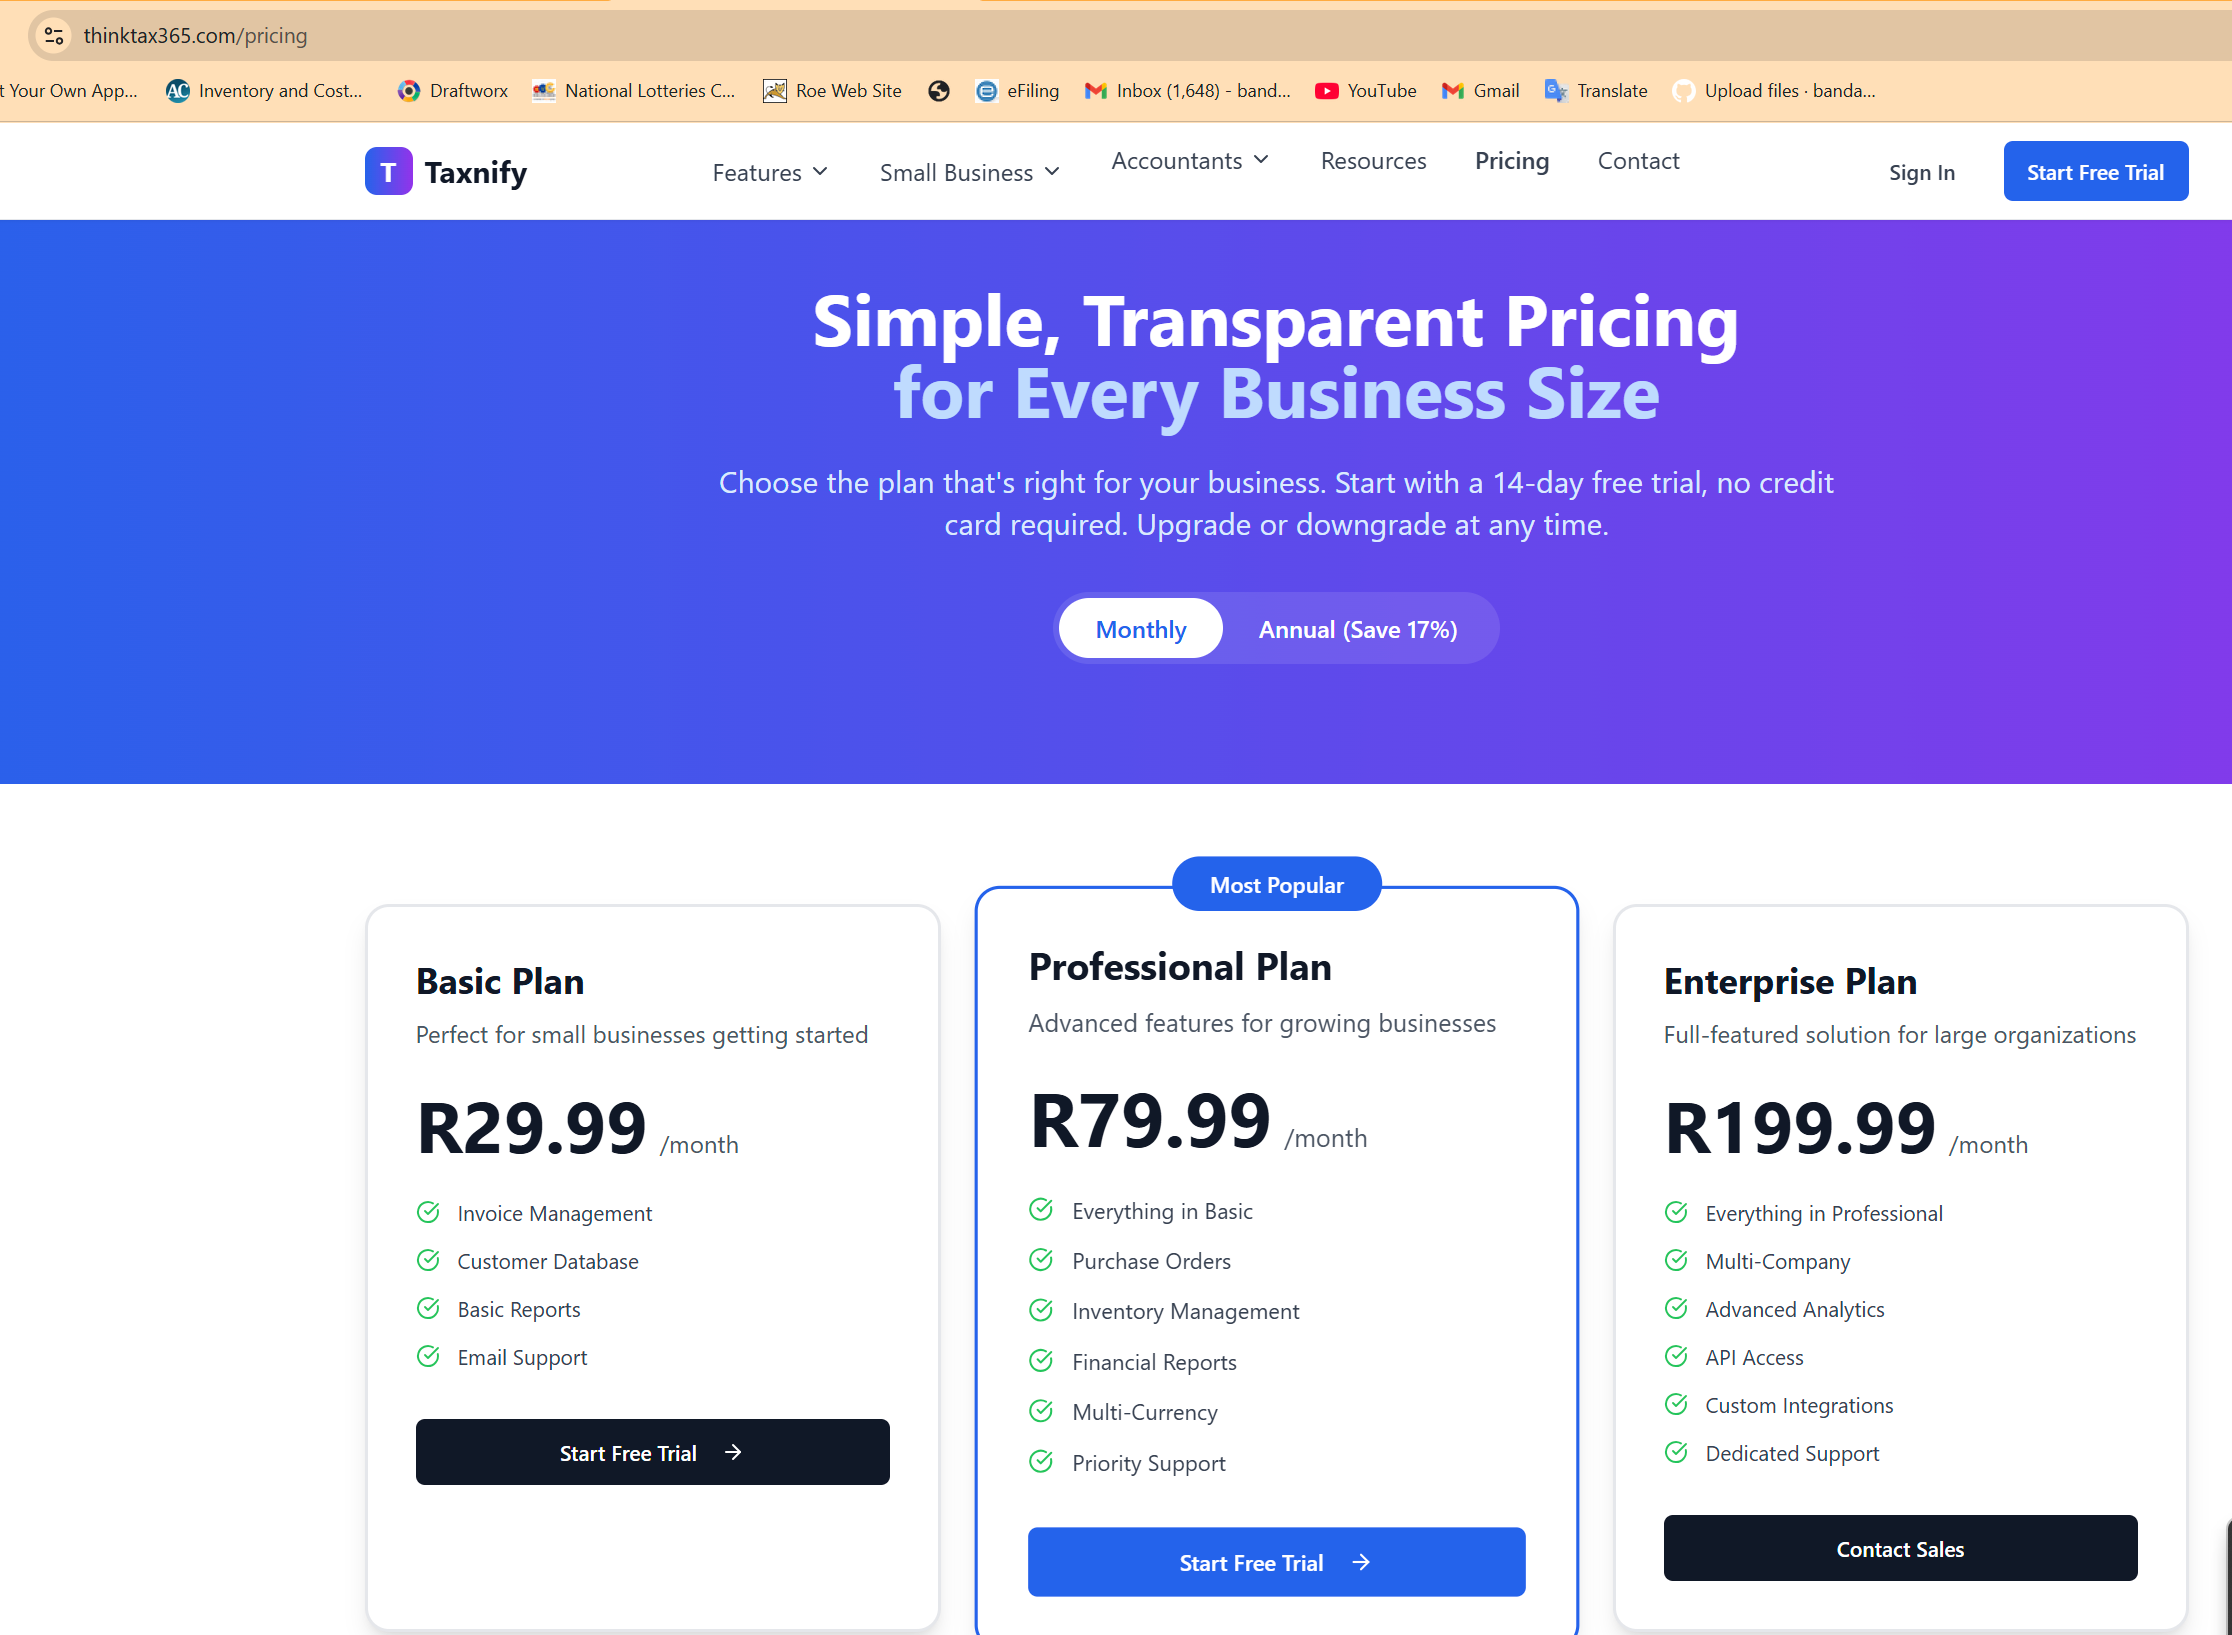 thinktax365.com/pricing
t Your Own App... Inventory and Cost... Draftworx National Lotteries C... Roe Web Site eFiling Inbox (1,648) - band... YouTube Gmail Translate Upload files · banda...
T Taxnify Features Small Business Accountants Resources Pricing Contact Sign In Start Free Trial
Simple, Transparent Pricing
for Every Business Size
Choose the plan that's right for your business. Start with a 14-day free trial, no credit
card required. Upgrade or downgrade at any time.
Monthly Annual (Save 17%)
Basic Plan
Perfect for small businesses getting started
R29.99 /month
Invoice Management
Customer Database
Basic Reports
Email Support
Start Free Trial
Most Popular
Professional Plan
Advanced features for growing businesses
R79.99 /month
Everything in Basic
Purchase Orders
Inventory Management
Financial Reports
Multi-Currency
Priority Support
Start Free Trial
Enterprise Plan
Full-featured solution for large organizations
R199.99 /month
Everything in Professional
Multi-Company
Advanced Analytics
API Access
Custom Integrations
Dedicated Support
Contact Sales